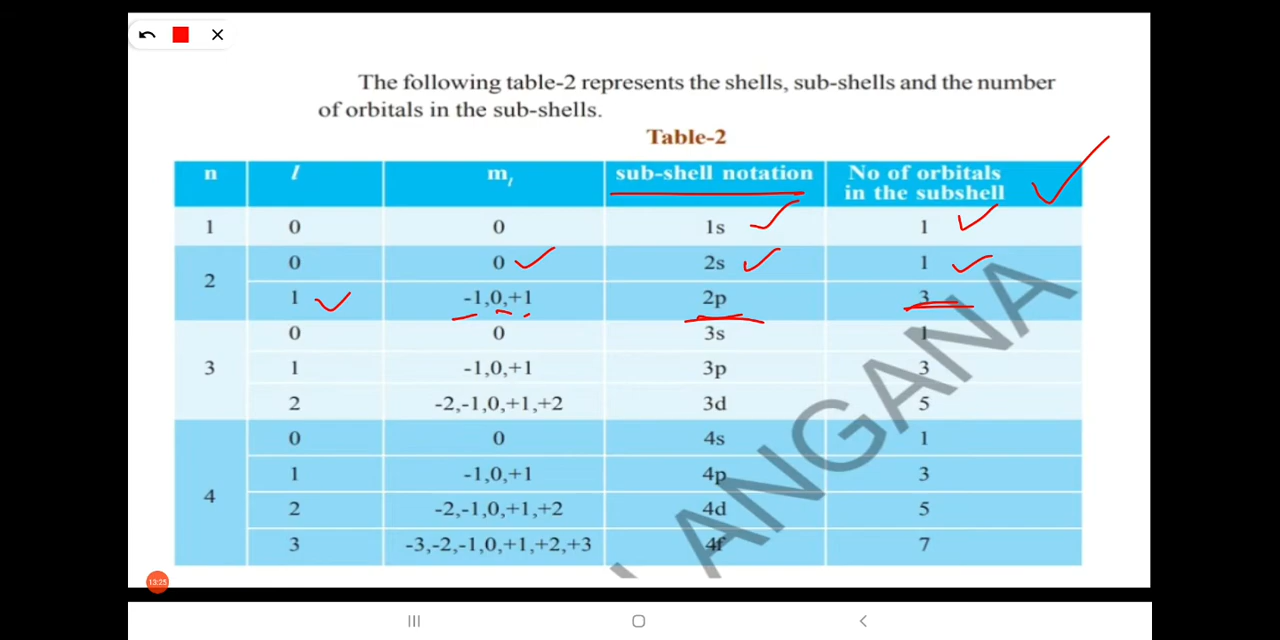 The following table-2 represents the shells, sub-shells and the number
of orbitals in the sub-shells.
Table-2
n l mₗ sub-shell notation No of orbitals
in the subshell
1 0 0 1s 1
2 0 0 2s 1
1 -1,0,+1 2p 3
3 0 0 3s 1
1 -1,0,+1 3p 3
2 -2,-1,0,+1,+2 3d 5
4 0 0 4s 1
1 -1,0,+1 4p 3
2 -2,-1,0,+1,+2 4d 5
3 -3,-2,-1,0,+1,+2,+3 4f 7
ANGANA
13:25